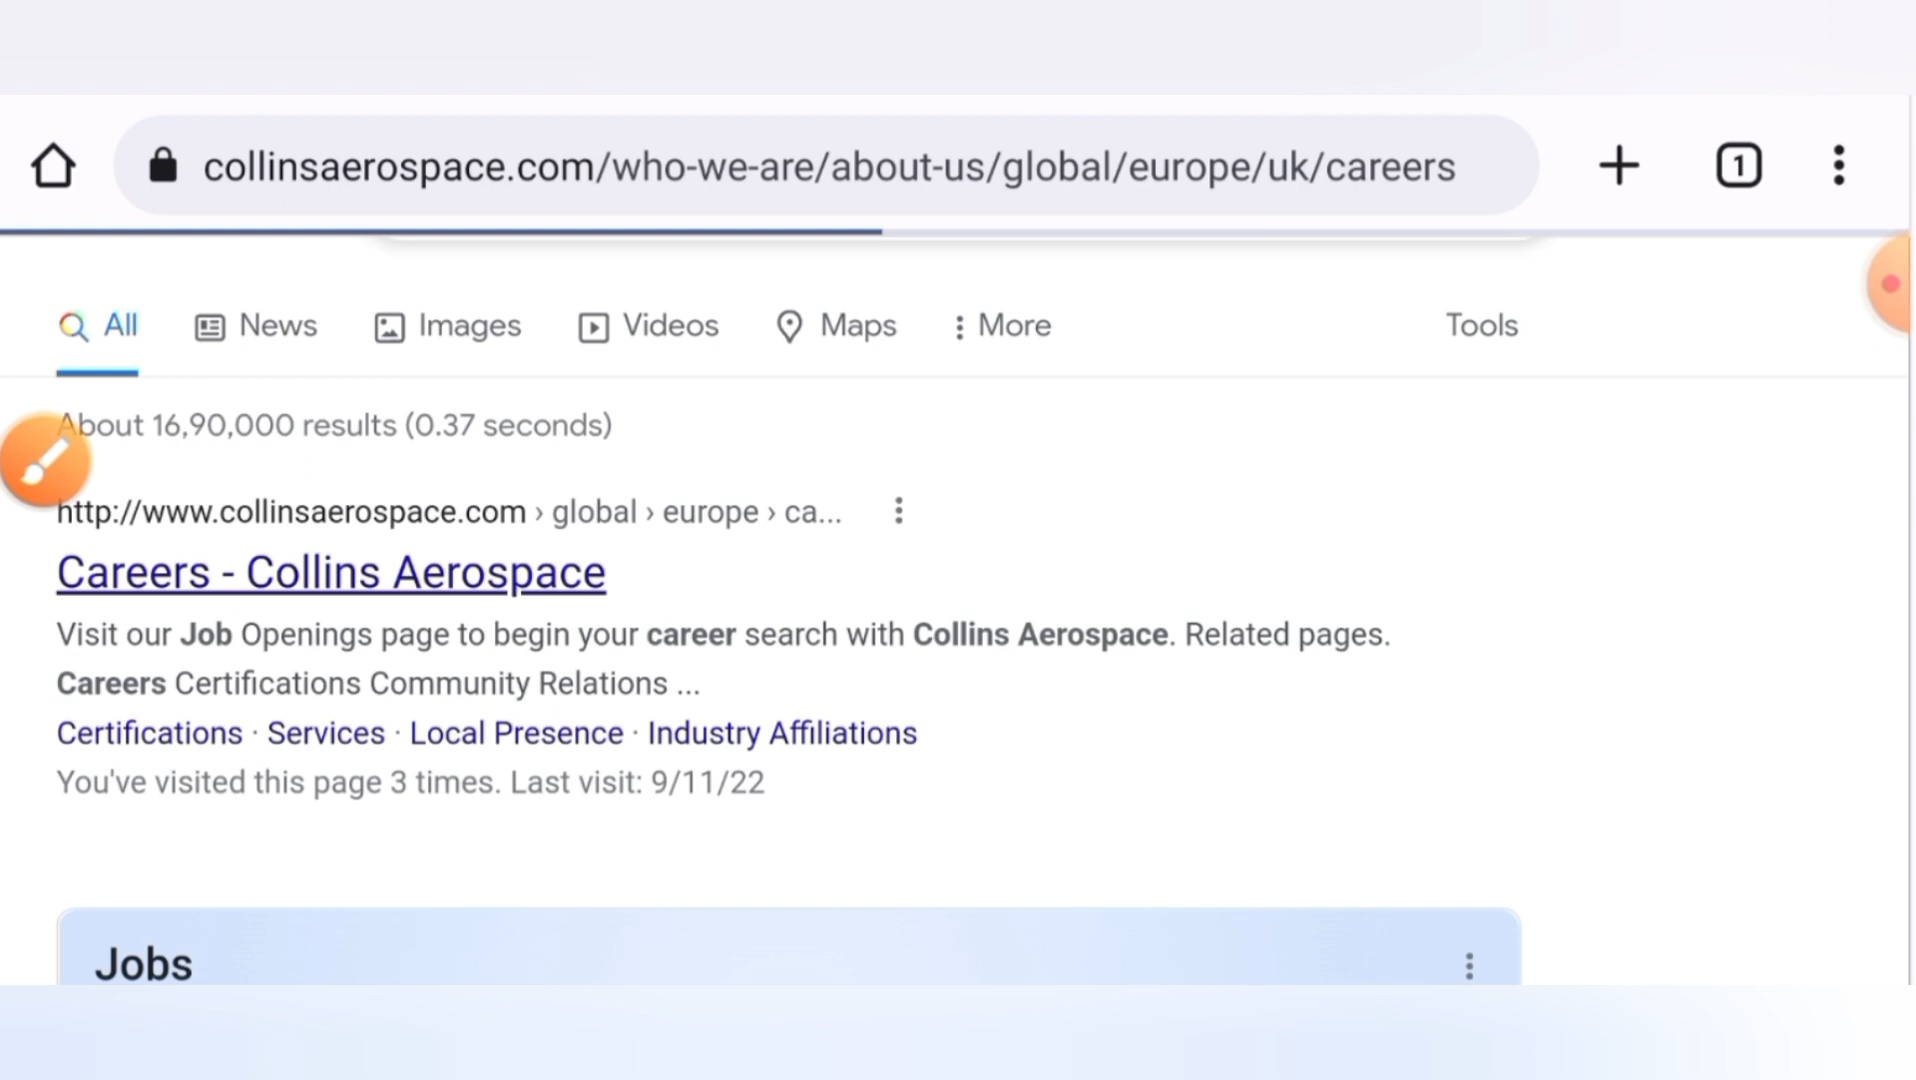 collinsaerospace.com/who-we-are/about-us/global/europe/uk/careers
1
All News Images Videos Maps More Tools
About 16,90,000 results (0.37 seconds)
http://www.collinsaerospace.com › global › europe › ca...
Careers - Collins Aerospace
Visit our Job Openings page to begin your career search with Collins Aerospace. Related pages.
Careers Certifications Community Relations ...
Certifications · Services · Local Presence · Industry Affiliations
You've visited this page 3 times. Last visit: 9/11/22
Jobs